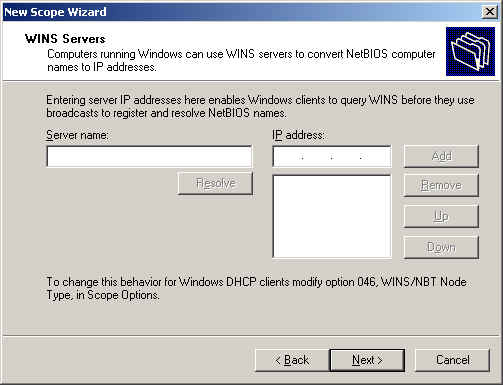 New Scope Wizard
WINS Servers
Computers running Windows can use WINS servers to convert NetBIOS computer
names to IP addresses.
Entering server IP addresses here enables Windows clients to query WINS before they use
broadcasts to register and resolve NetBIOS names.
Server name:
IP address:
. . .
Add
Resolve
Remove
Up
Down
To change this behavior for Windows DHCP clients modify option 046, WINS/NBT Node
Type, in Scope Options.
< Back
Next >
Cancel